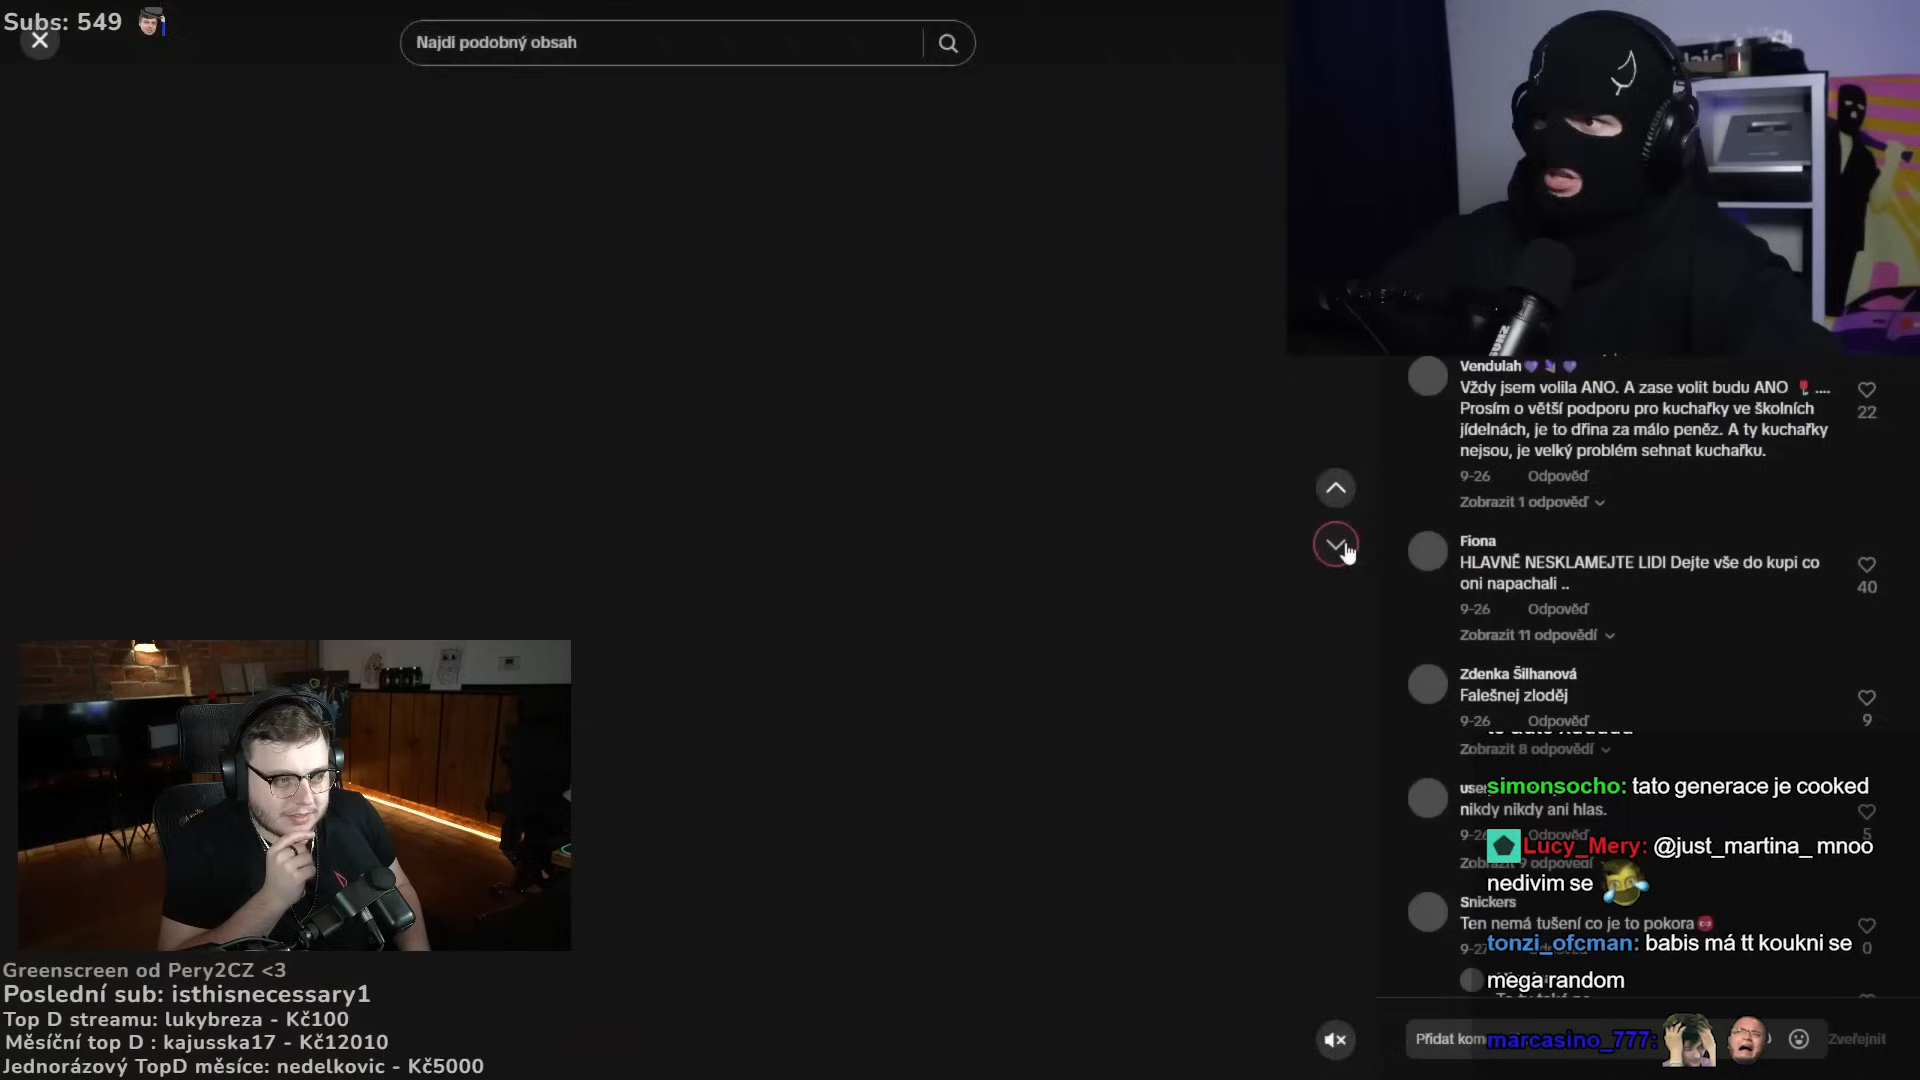 Subs: 549
Najdi podobný obsah
Vendulah
Vždy jsem volila ANO. A zase volit budu ANO ....
Prosím o větší podporu pro kuchařky ve školních
jídelnách, je to dřina za málo peněz. A ty kuchařky
nejsou, je velký problém sehnat kuchařku.
22
9-26 Odpověď
Zobrazit 1 odpověď
Fiona
HLAVNĚ NESKLAMEJTE LIDI Dejte vše do kupi co
oni napachali ..
40
9-26 Odpověď
Zobrazit 11 odpovědí
Zdenka Šilhanová
Falešnej zloděj
9-26 Odpověď
9
Zobrazit 8 odpovědí
simonsocho: tato generace je cooked
nikdy nikdy ani hlas.
5
Odpověď
Lucy_Mery: @just_martina_ mnoo
nedivim se
Snickers
Ten nemá tušení co je to pokora
0
tonzi_ofcman: babis má tt koukni se
mega random
Přidat kom
marcasino_777:
Zveřejnit
Greenscreen od Pery2CZ <3
Poslední sub: isthisnecessary1
Top D streamu: lukybreza - Kč100
Měsíční top D : kajusska17 - Kč12010
Jednorázový TopD měsíce: nedelkovic - Kč5000